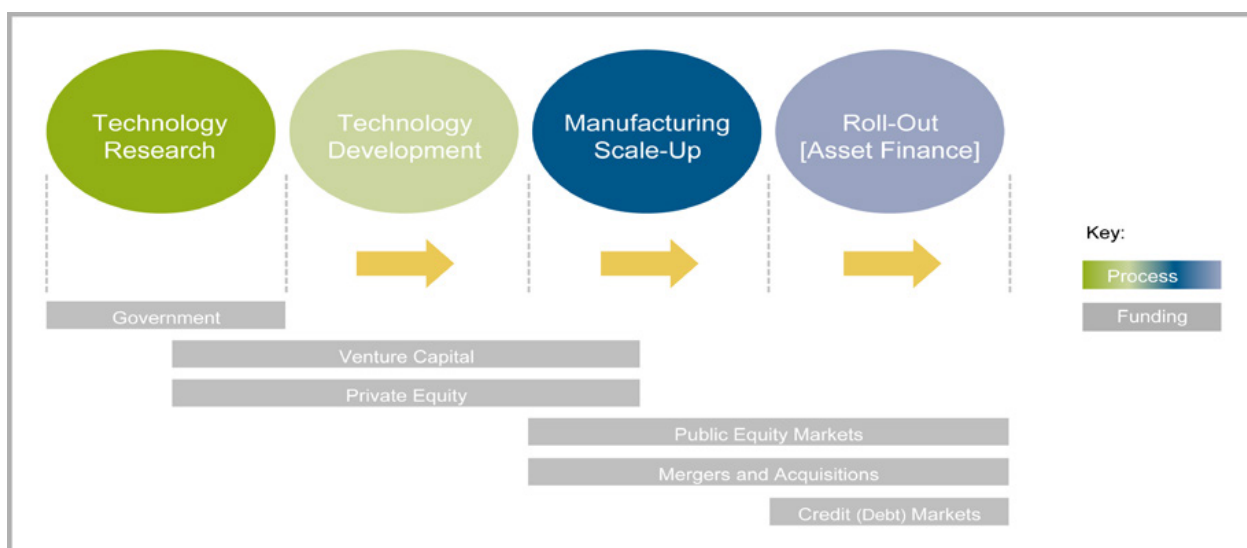 Technology
Research
Technology
Development
Manufacturing
Scale-Up
Roll-Out
[Asset Finance]
Key:
Process
Funding
Government
Venture Capital
Private Equity
Public Equity Markets
Mergers and Acquisitions
Credit (Debt) Markets